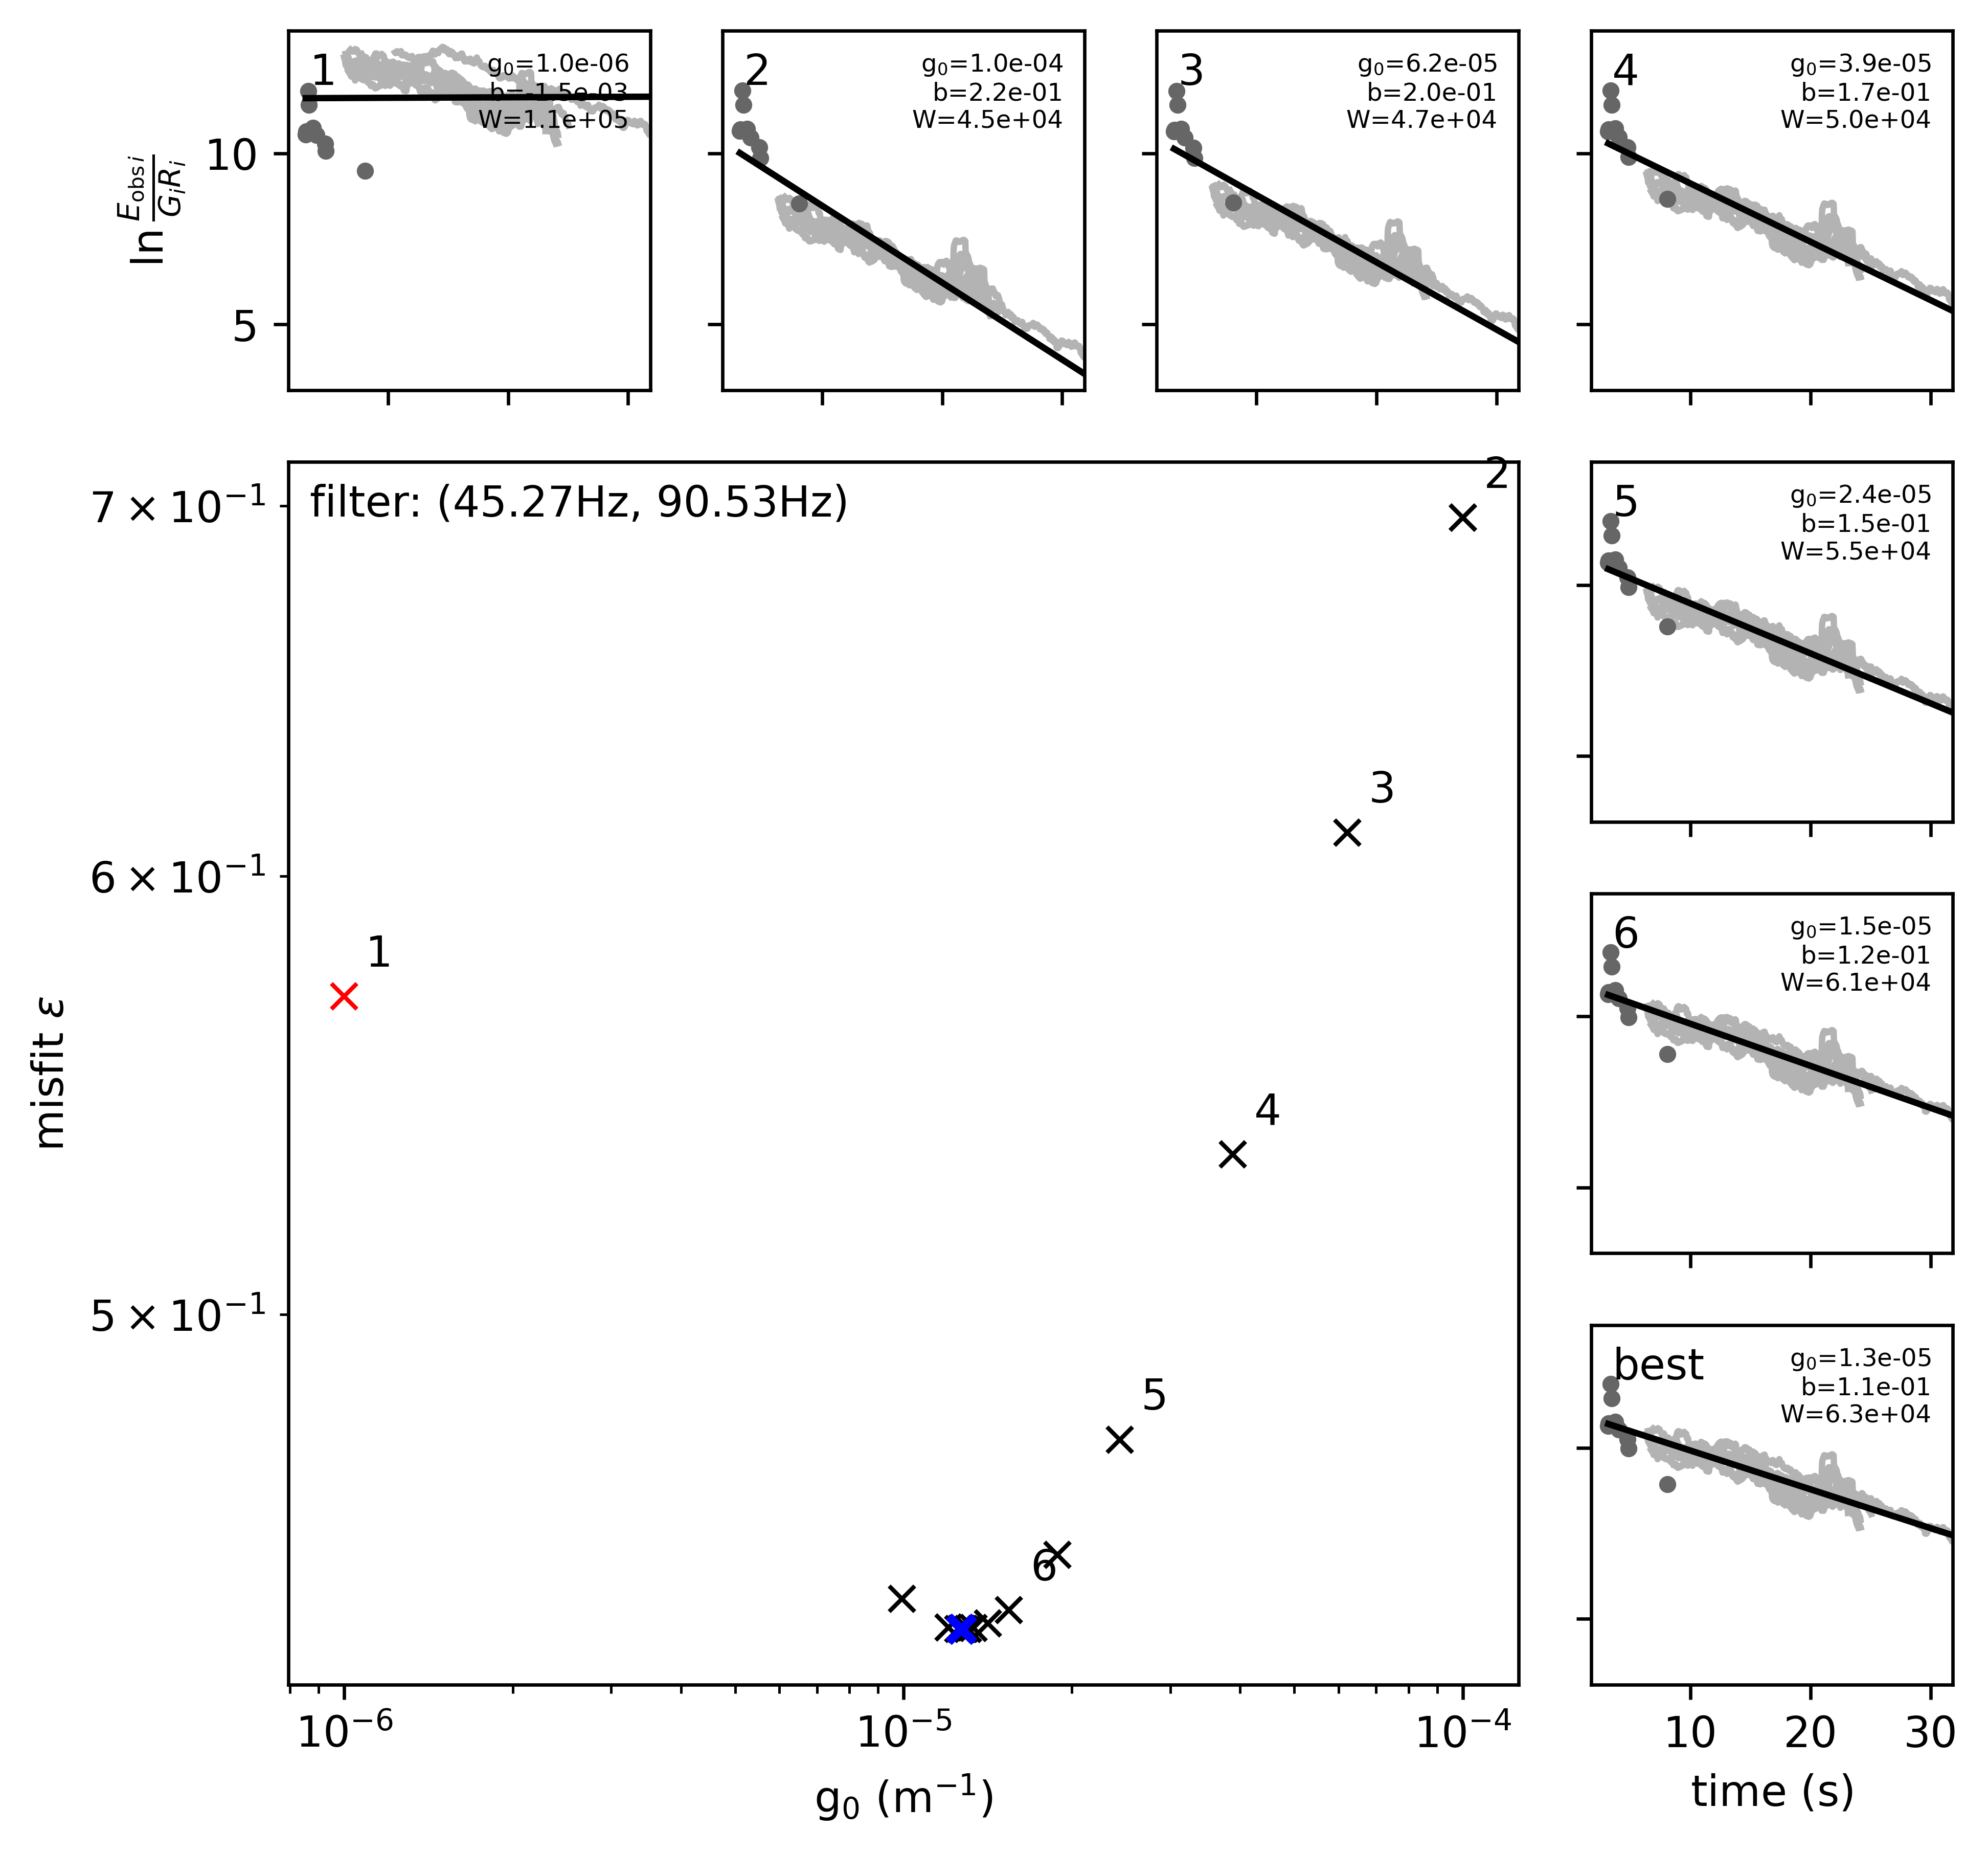 1
g₀=1.0e-06
b=-1.5e-03
W=1.1e+05
2
g₀=1.0e-04
b=2.2e-01
W=4.5e+04
3
g₀=6.2e-05
b=2.0e-01
W=4.7e+04
4
g₀=3.9e-05
b=1.7e-01
W=5.0e+04
ln E_obs i / G_i R_i
10
5
filter: (45.27Hz, 90.53Hz)
7 × 10⁻¹
6 × 10⁻¹
5 × 10⁻¹
misfit ε
2
3
1
4
5
6
10⁻⁶
10⁻⁵
10⁻⁴
g₀ (m⁻¹)
5
g₀=2.4e-05
b=1.5e-01
W=5.5e+04
6
g₀=1.5e-05
b=1.2e-01
W=6.1e+04
best
g₀=1.3e-05
b=1.1e-01
W=6.3e+04
10 20 30
time (s)